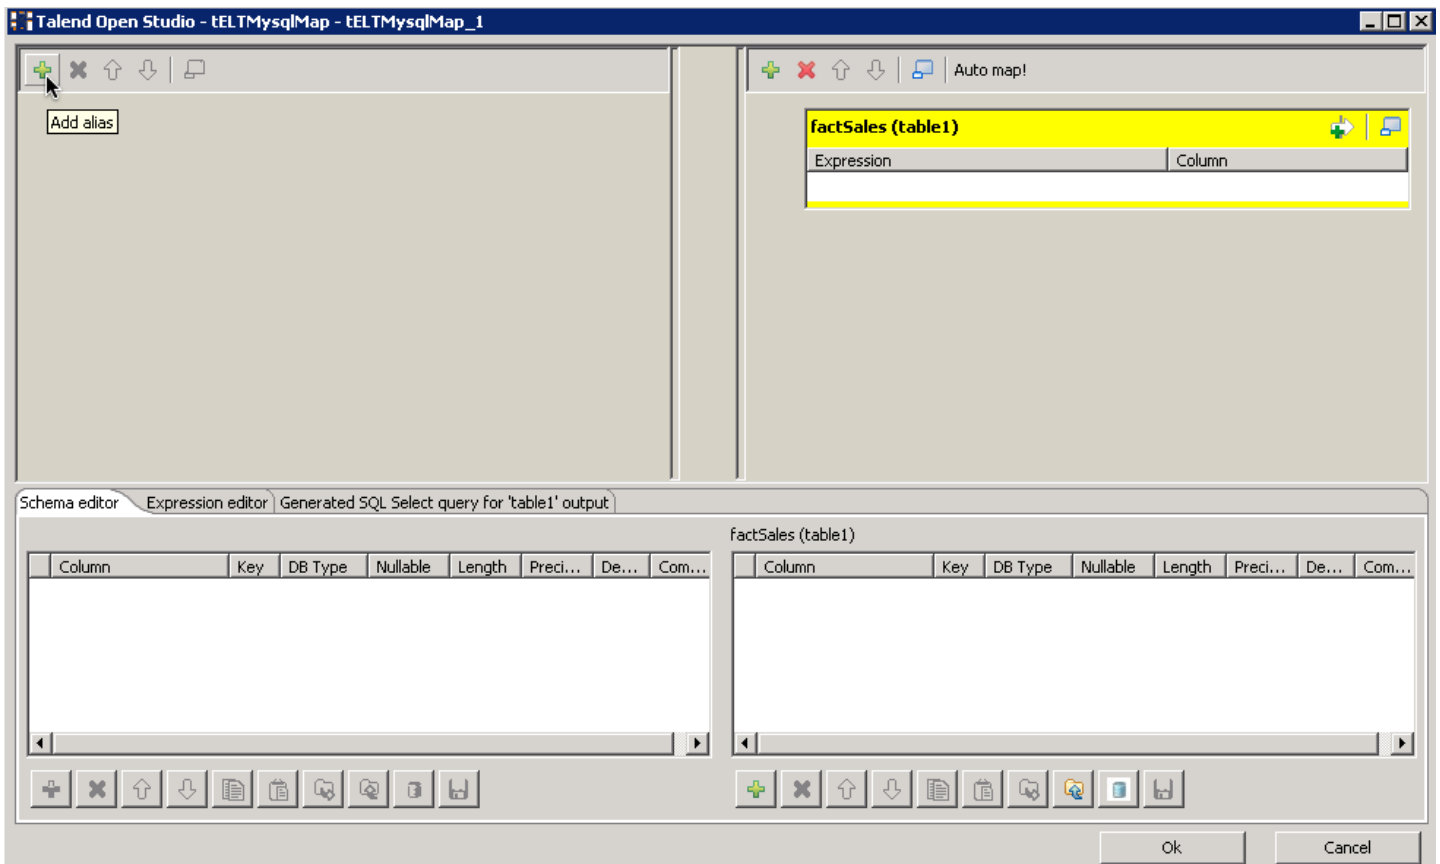 Talend Open Studio - tELTMysqlMap - tELTMysqlMap_1
Auto map!
Add alias
factSales (table1)
Expression Column
Schema editor Expression editor Generated SQL Select query for 'table1' output
factSales (table1)
Column Key DB Type Nullable Length Preci... De... Com...
Column Key DB Type Nullable Length Preci... De... Com...
Ok Cancel